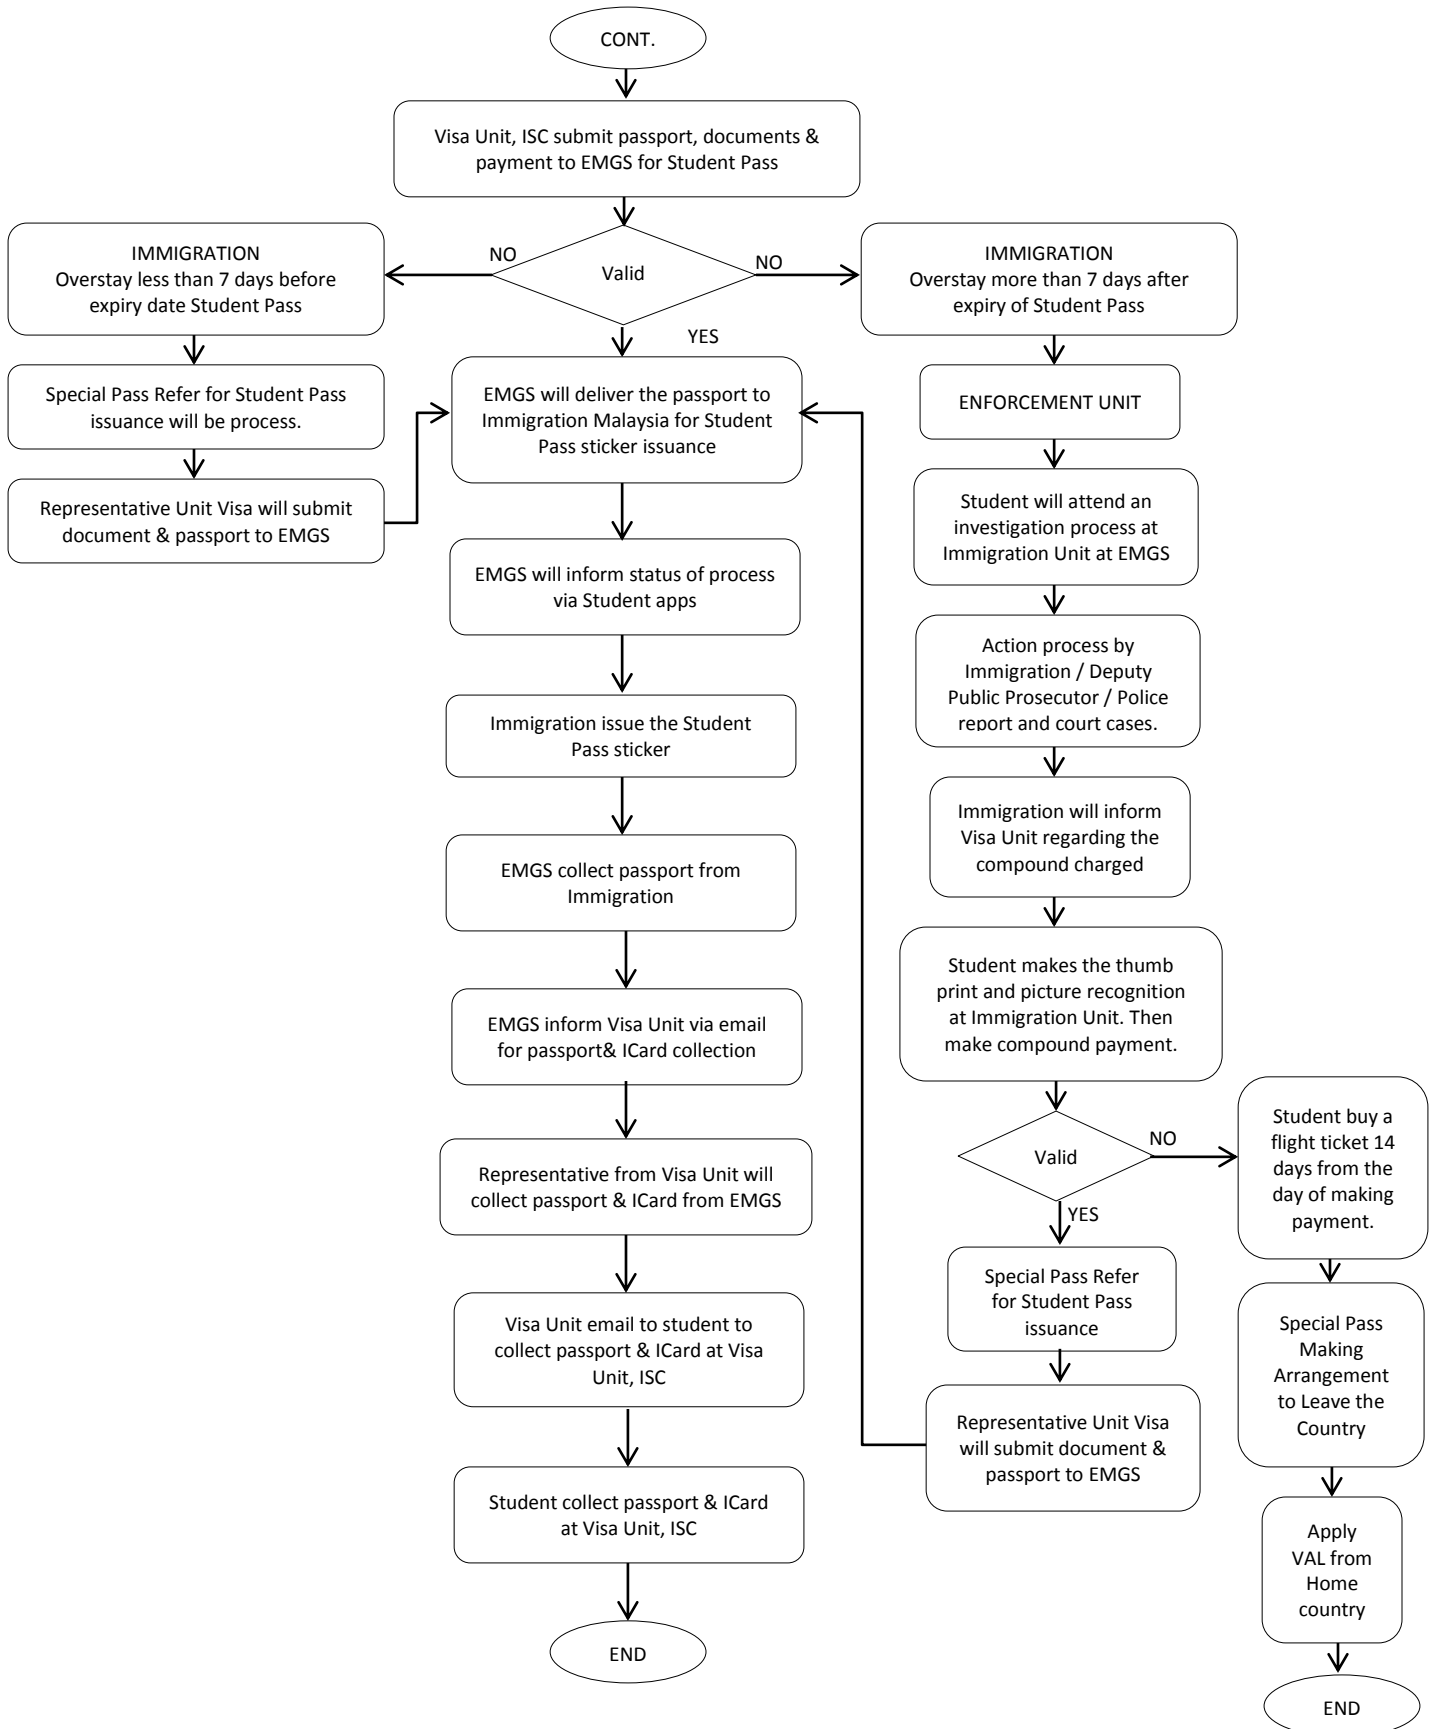 CONT.
Visa Unit, ISC submit passport, documents &
payment to EMGS for Student Pass
Valid
NO
NO
YES
IMMIGRATION
Overstay less than 7 days before
expiry date Student Pass
Special Pass Refer for Student Pass
issuance will be process.
Representative Unit Visa will submit
document & passport to EMGS
EMGS will deliver the passport to
Immigration Malaysia for Student
Pass sticker issuance
EMGS will inform status of process
via Student apps
Immigration issue the Student
Pass sticker
EMGS collect passport from
Immigration
EMGS inform Visa Unit via email
for passport& ICard collection
Representative from Visa Unit will
collect passport & ICard from EMGS
Visa Unit email to student to
collect passport & ICard at Visa
Unit, ISC
Student collect passport & ICard
at Visa Unit, ISC
END
IMMIGRATION
Overstay more than 7 days after
expiry of Student Pass
ENFORCEMENT UNIT
Student will attend an
investigation process at
Immigration Unit at EMGS
Action process by
Immigration / Deputy
Public Prosecutor / Police
report and court cases.
Immigration will inform
Visa Unit regarding the
compound charged
Student makes the thumb
print and picture recognition
at Immigration Unit. Then
make compound payment.
Valid
NO
YES
Special Pass Refer
for Student Pass
issuance
Representative Unit Visa
will submit document &
passport to EMGS
Student buy a
flight ticket 14
days from the
day of making
payment.
Special Pass
Making
Arrangement
to Leave the
Country
Apply
VAL from
Home
country
END